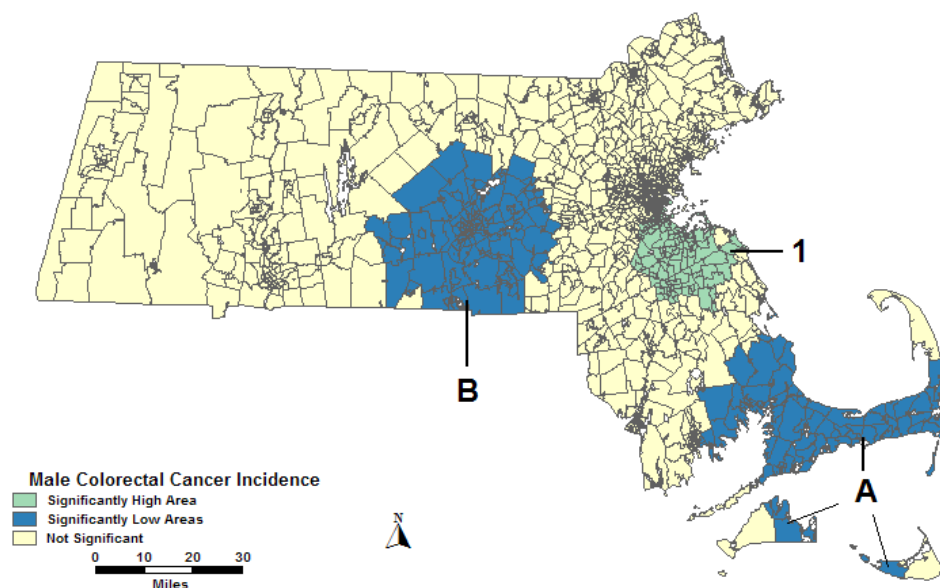 1
B
A
N
Male Colorectal Cancer Incidence
Significantly High Area
Significantly Low Areas
Not Significant
0 10 20 30
Miles